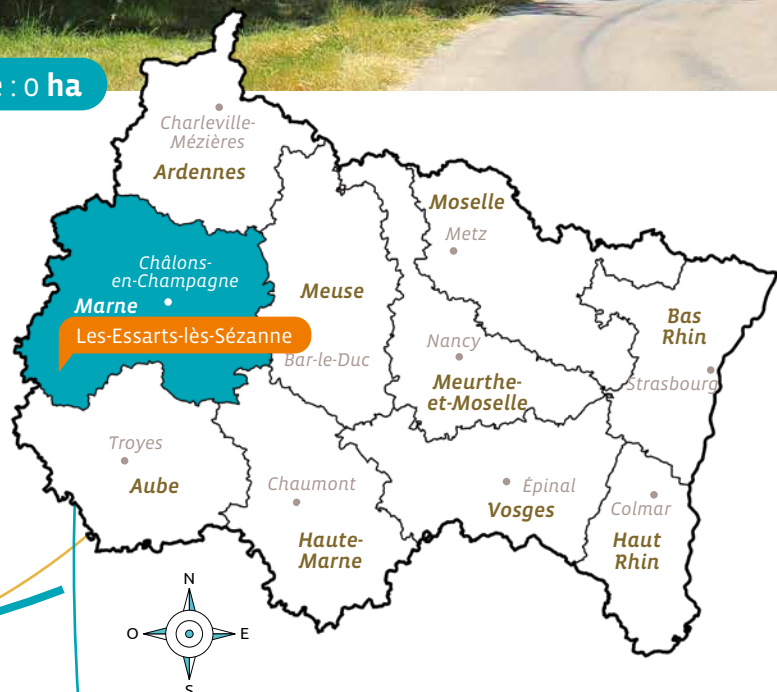 : 0 ha
Charleville-
Mézières
Ardennes
Moselle
Metz
Châlons-
en-Champagne
Marne
Les-Essarts-lès-Sézanne
Meuse
Bar-le-Duc
Nancy
Meurthe-
et-Moselle
Bas
Rhin
Strasbourg
Troyes
Aube
Chaumont
Haute-
Marne
Épinal
Vosges
Colmar
Haut
Rhin
N
O
E
S